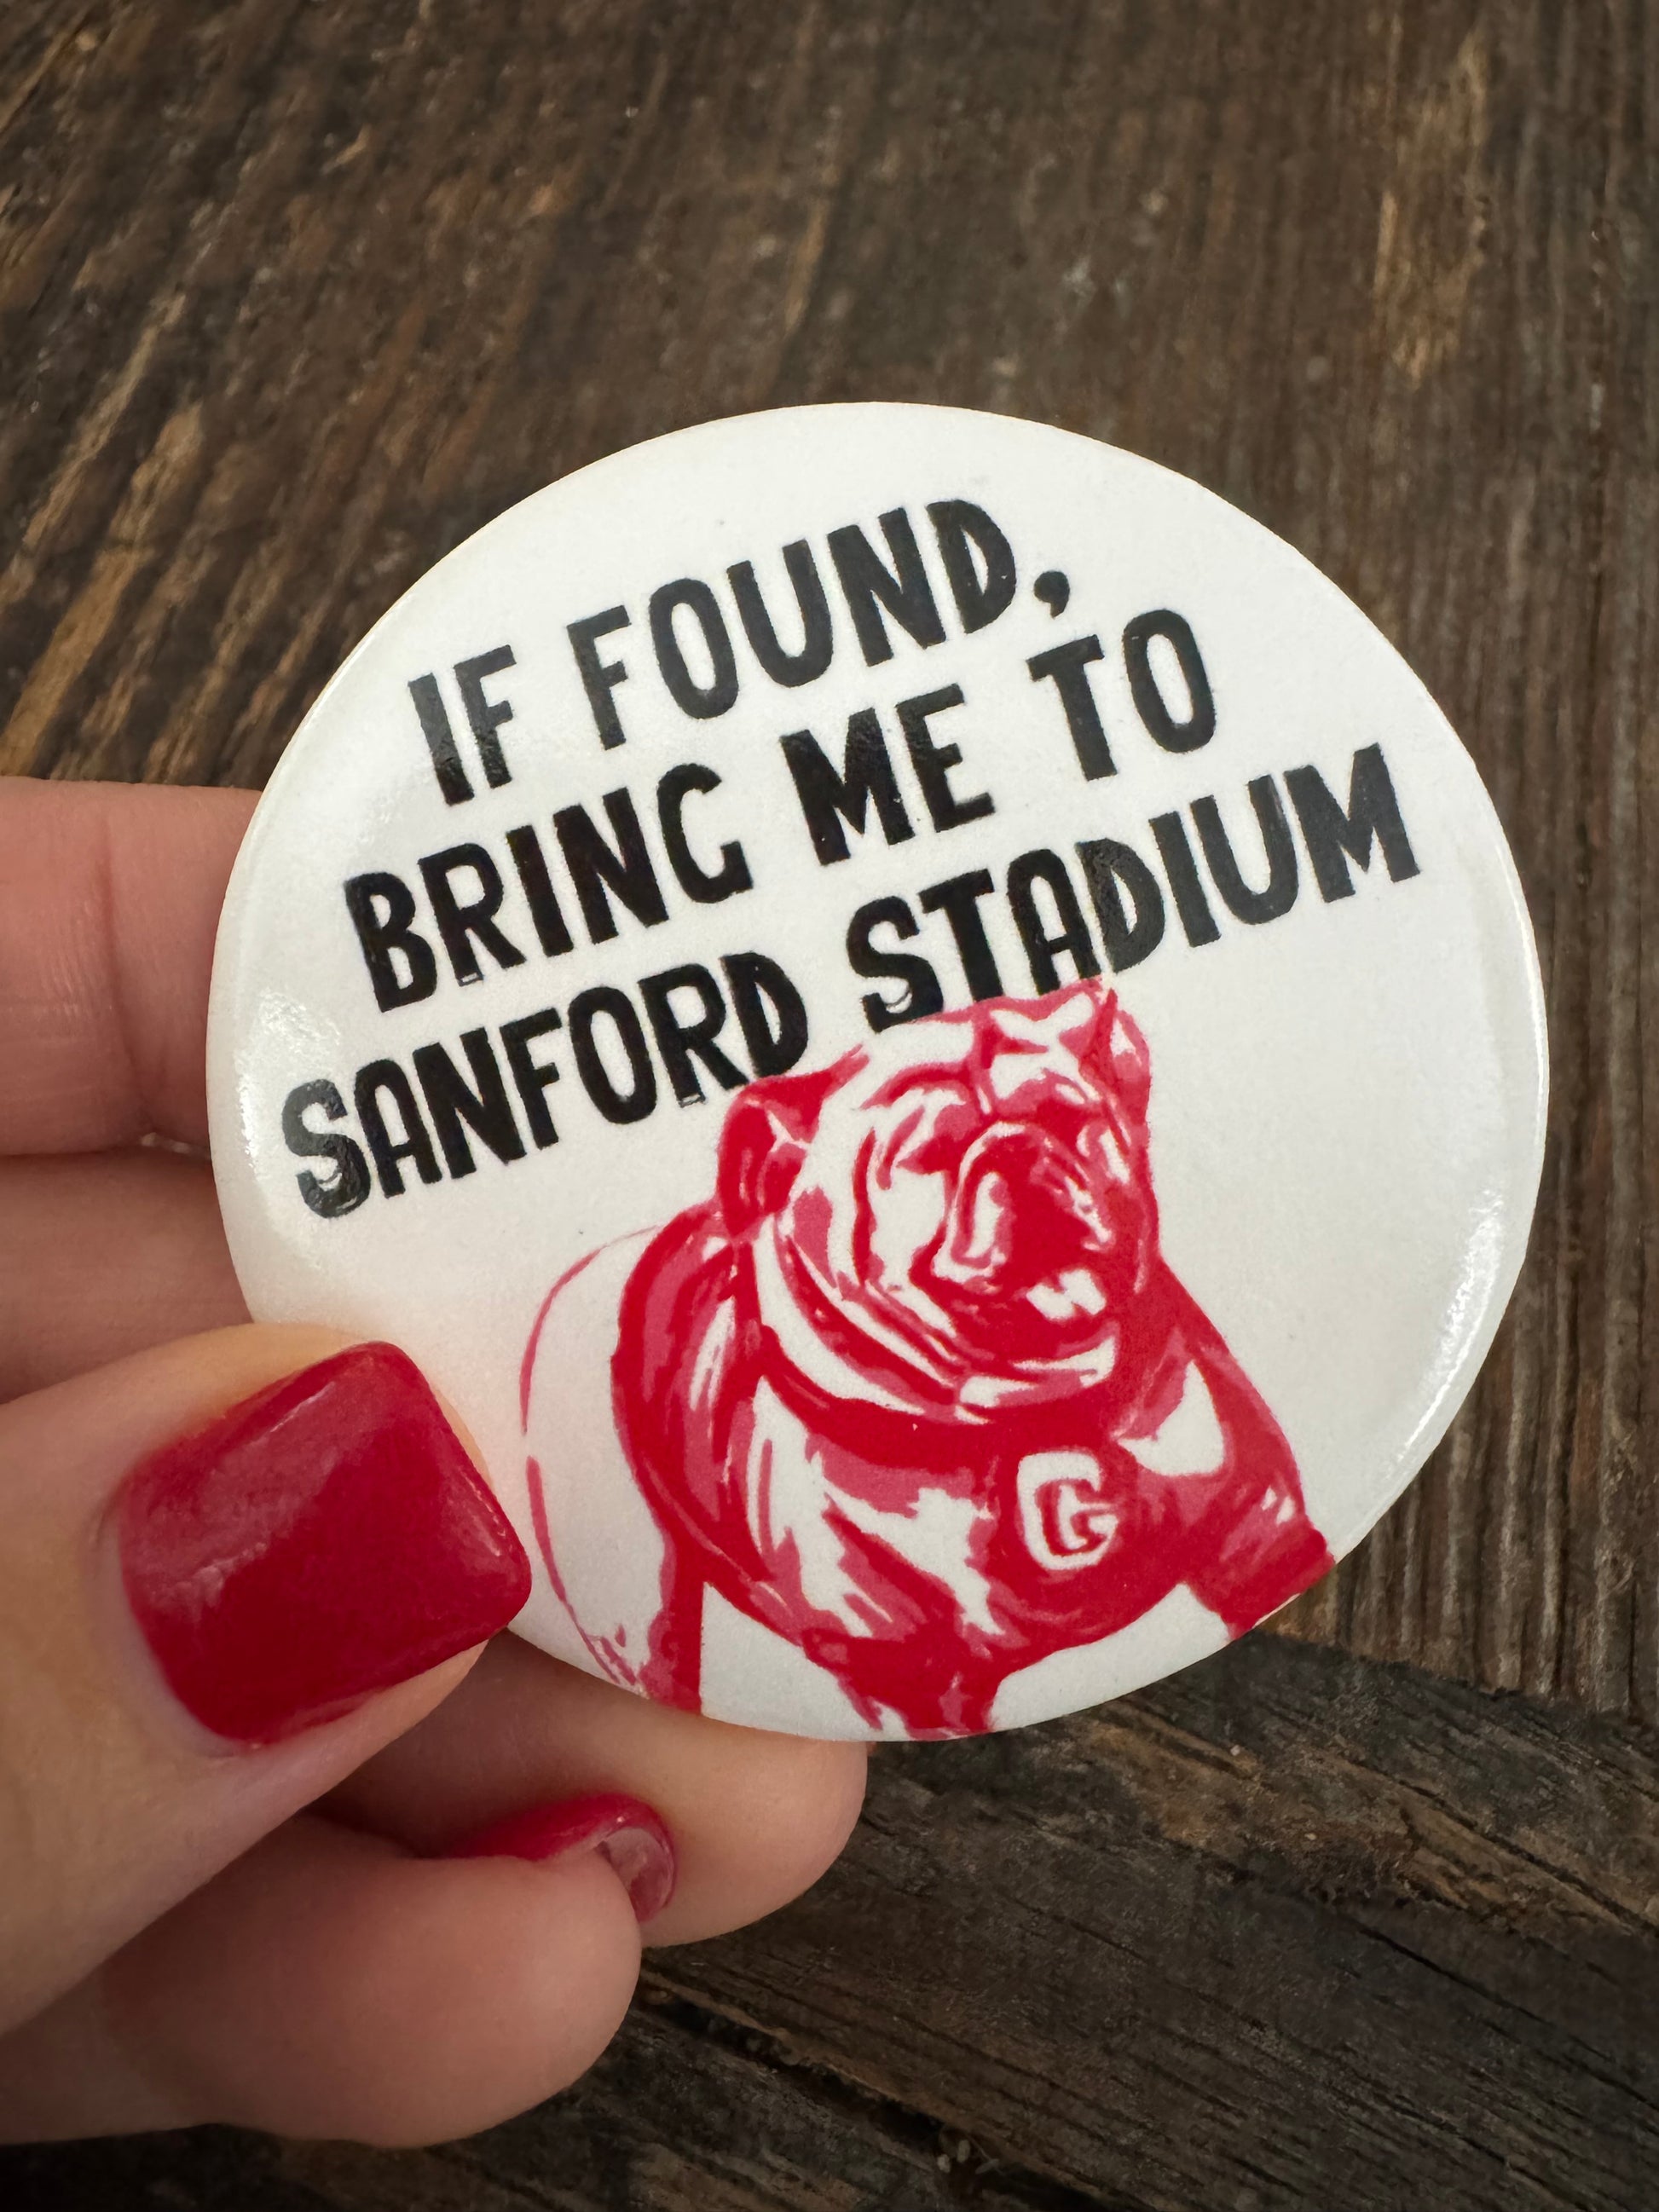 IF FOUND,
BRING ME TO
SANFORD STADIUM
G